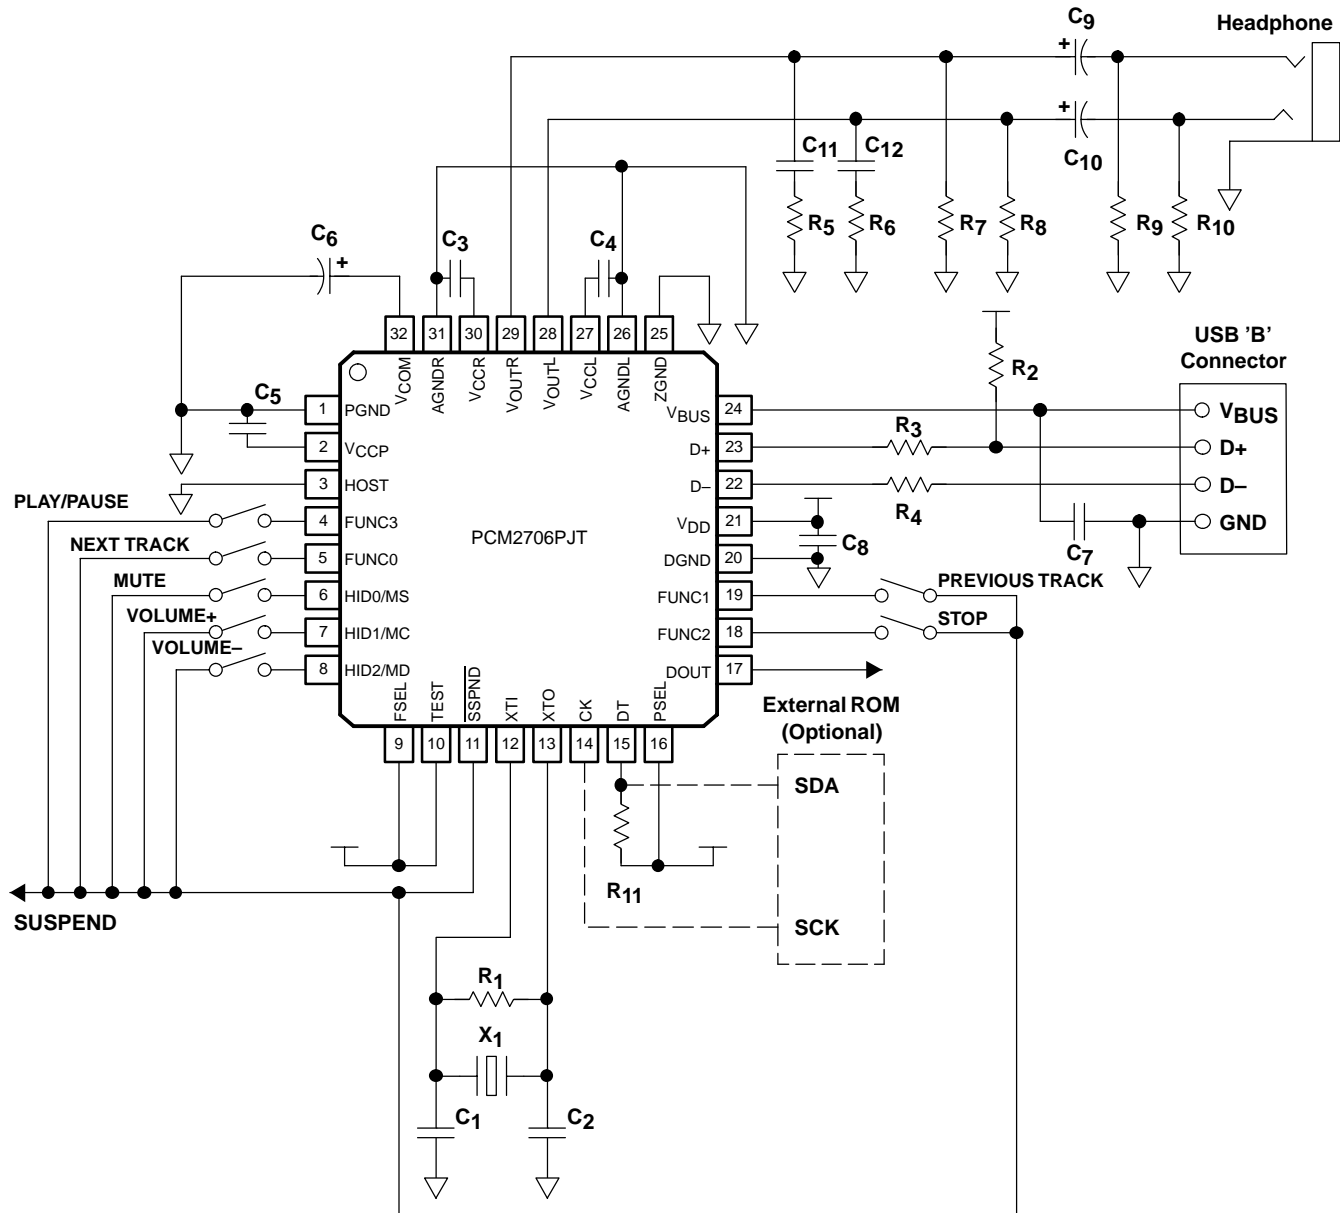 C9
Headphone
+
+
C10
C11
C12
R5
R6
R7
R8
R9
R10
C6
+
C3
C4
32
31
30
29
28
27
26
25
VCOM
AGNDR
VCCR
VOUTR
VOUTL
VCCL
AGNDL
ZGND
USB 'B'
Connector
R2
C5
1
PGND
VBUS
24
VBUS
2
VCCP
D+
23
R3
D+
3
HOST
D–
22
R4
D–
PLAY/PAUSE
4
FUNC3
VDD
21
GND
PCM2706PJT
NEXT TRACK
5
FUNC0
DGND
20
C8
C7
MUTE
6
HID0/MS
FUNC1
19
PREVIOUS TRACK
VOLUME+
7
HID1/MC
FUNC2
18
STOP
VOLUME–
8
HID2/MD
DOUT
17
FSEL
TEST
SSPND
XTI
XTO
CK
DT
PSEL
9
10
11
12
13
14
15
16
External ROM
(Optional)
SDA
R11
SCK
SUSPEND
R1
X1
C1
C2